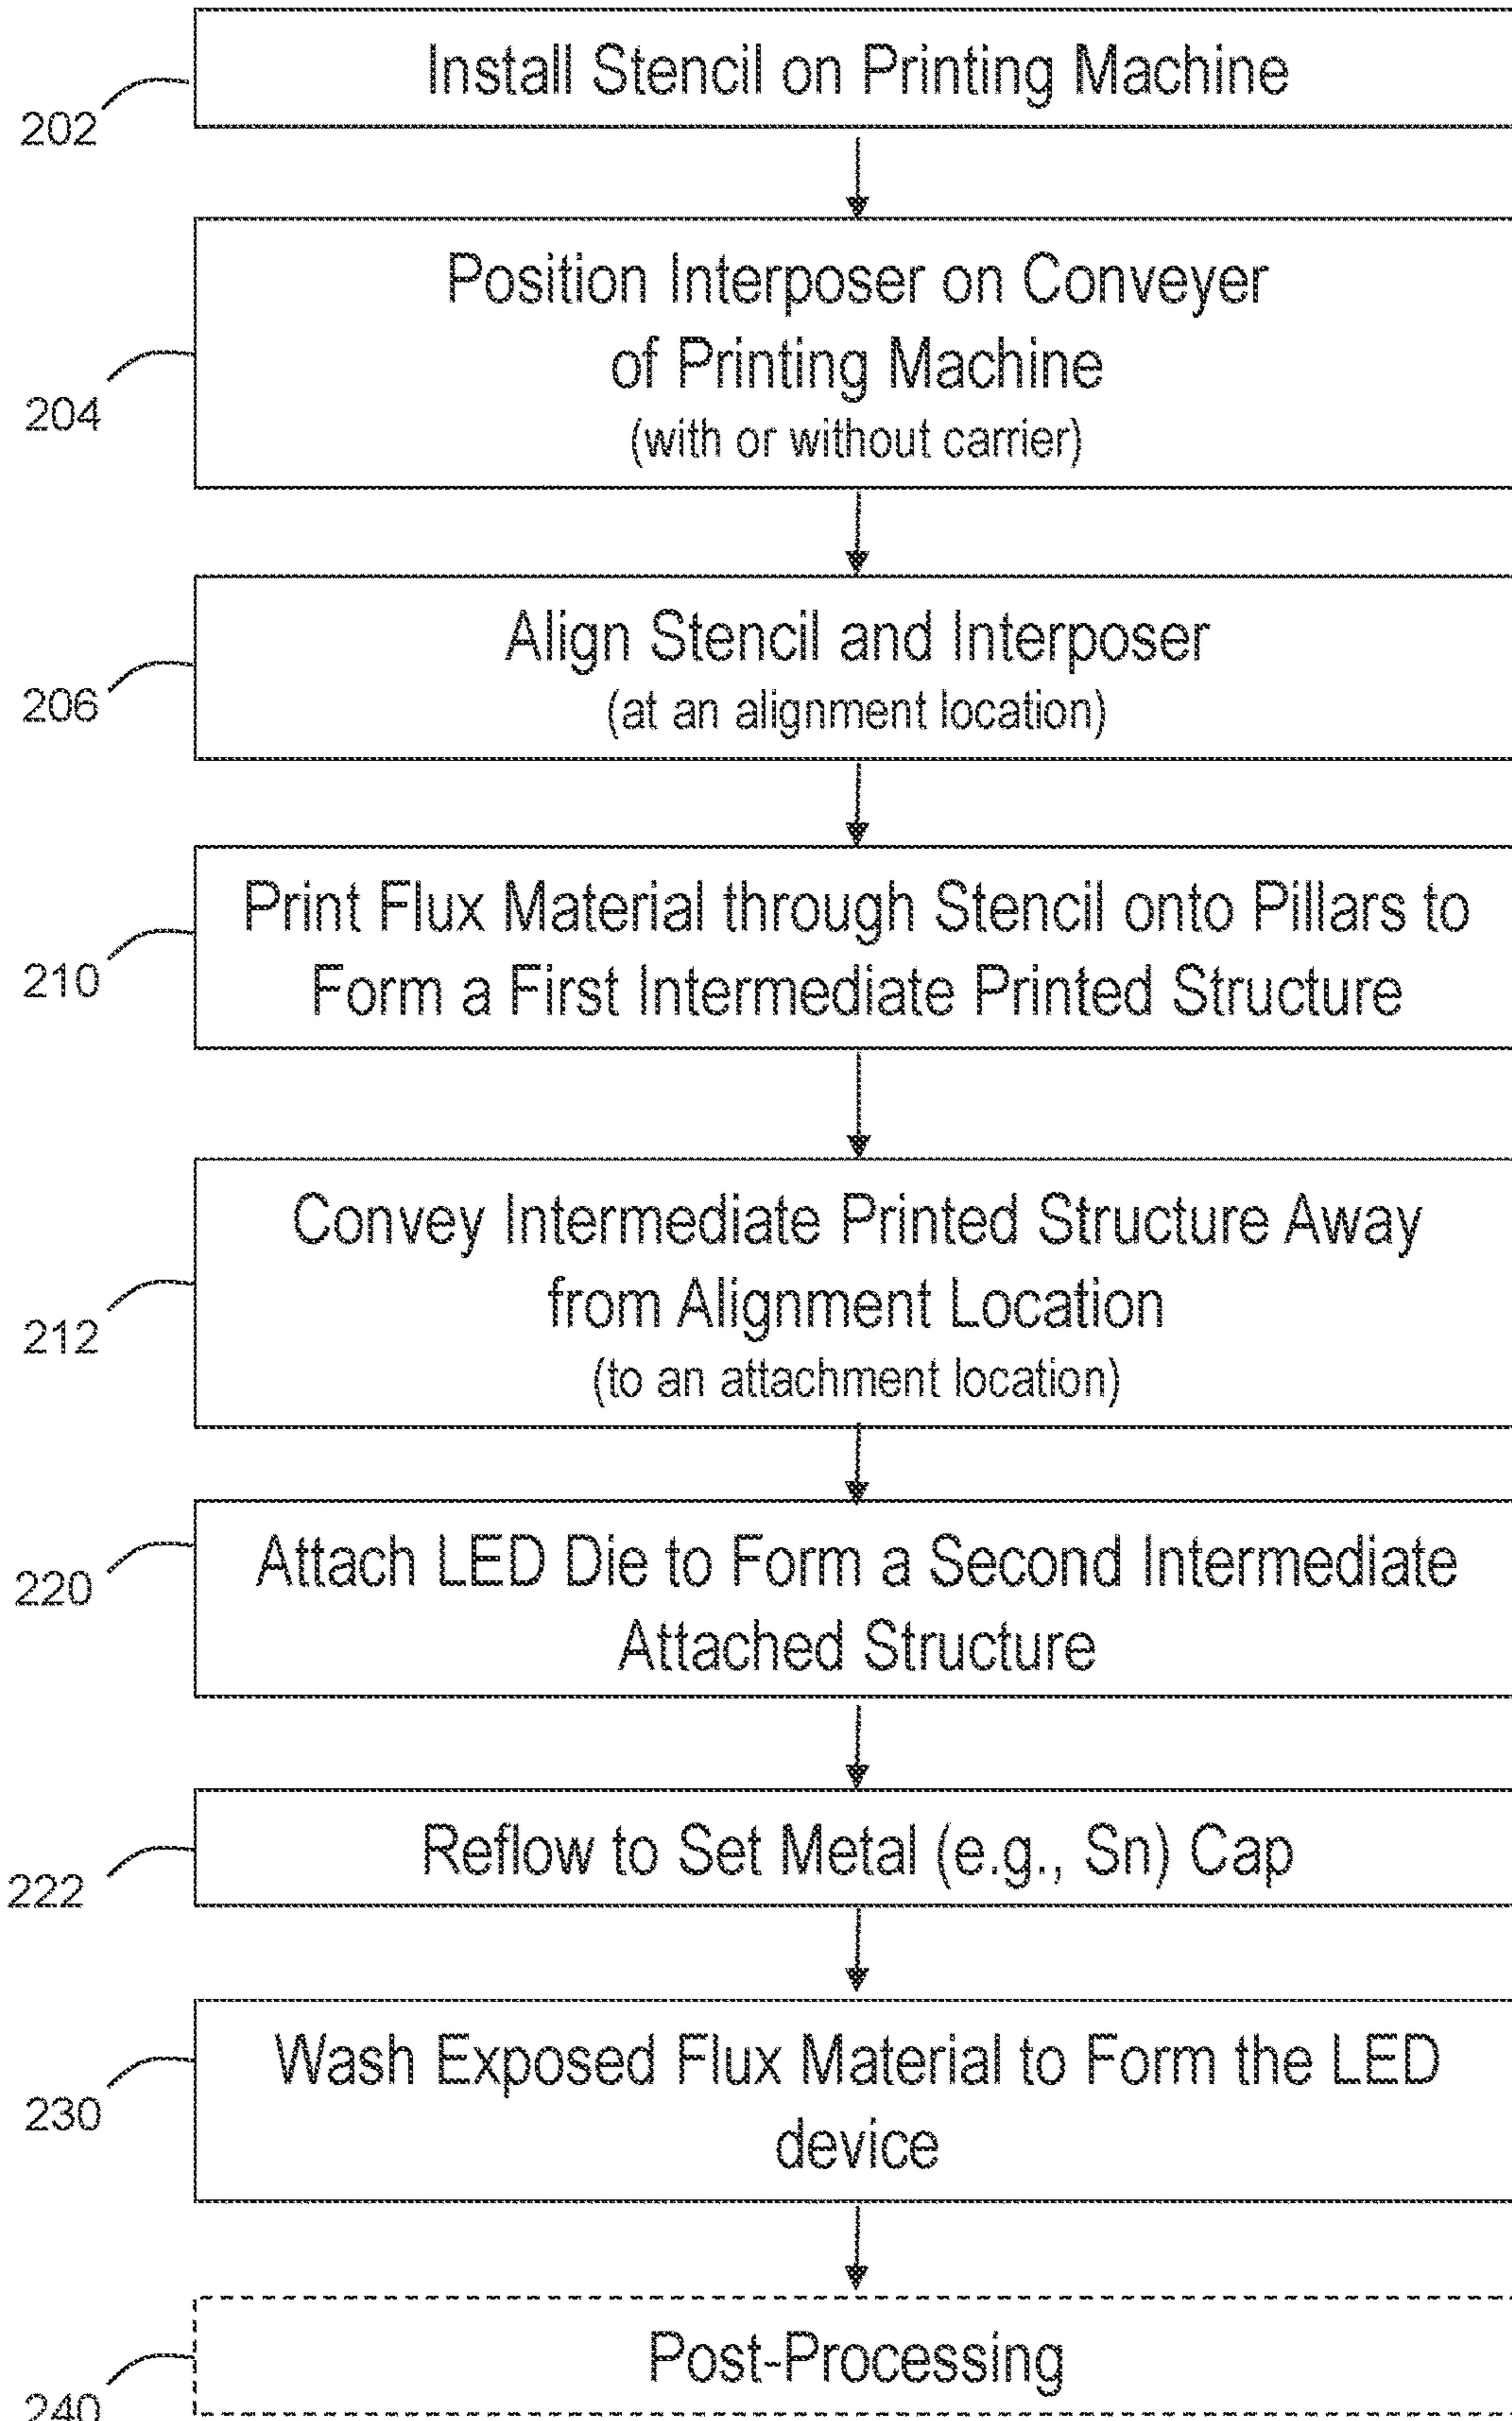 Install Stencil on Printing Machine
202
Position Interposer on Conveyer
of Printing Machine
(with or without carrier)
204
Align Stencil and Interposer
(at an alignment location)
206
Print Flux Material through Stencil onto Pillars to
Form a First Intermediate Printed Structure
210
Convey Intermediate Printed Structure Away
from Alignment Location
(to an attachment location)
212
Attach LED Die to Form a Second Intermediate
Attached Structure
220
Reflow to Set Metal (e.g., Sn) Cap
222
Wash Exposed Flux Material to Form the LED
device
230
Post-Processing
240